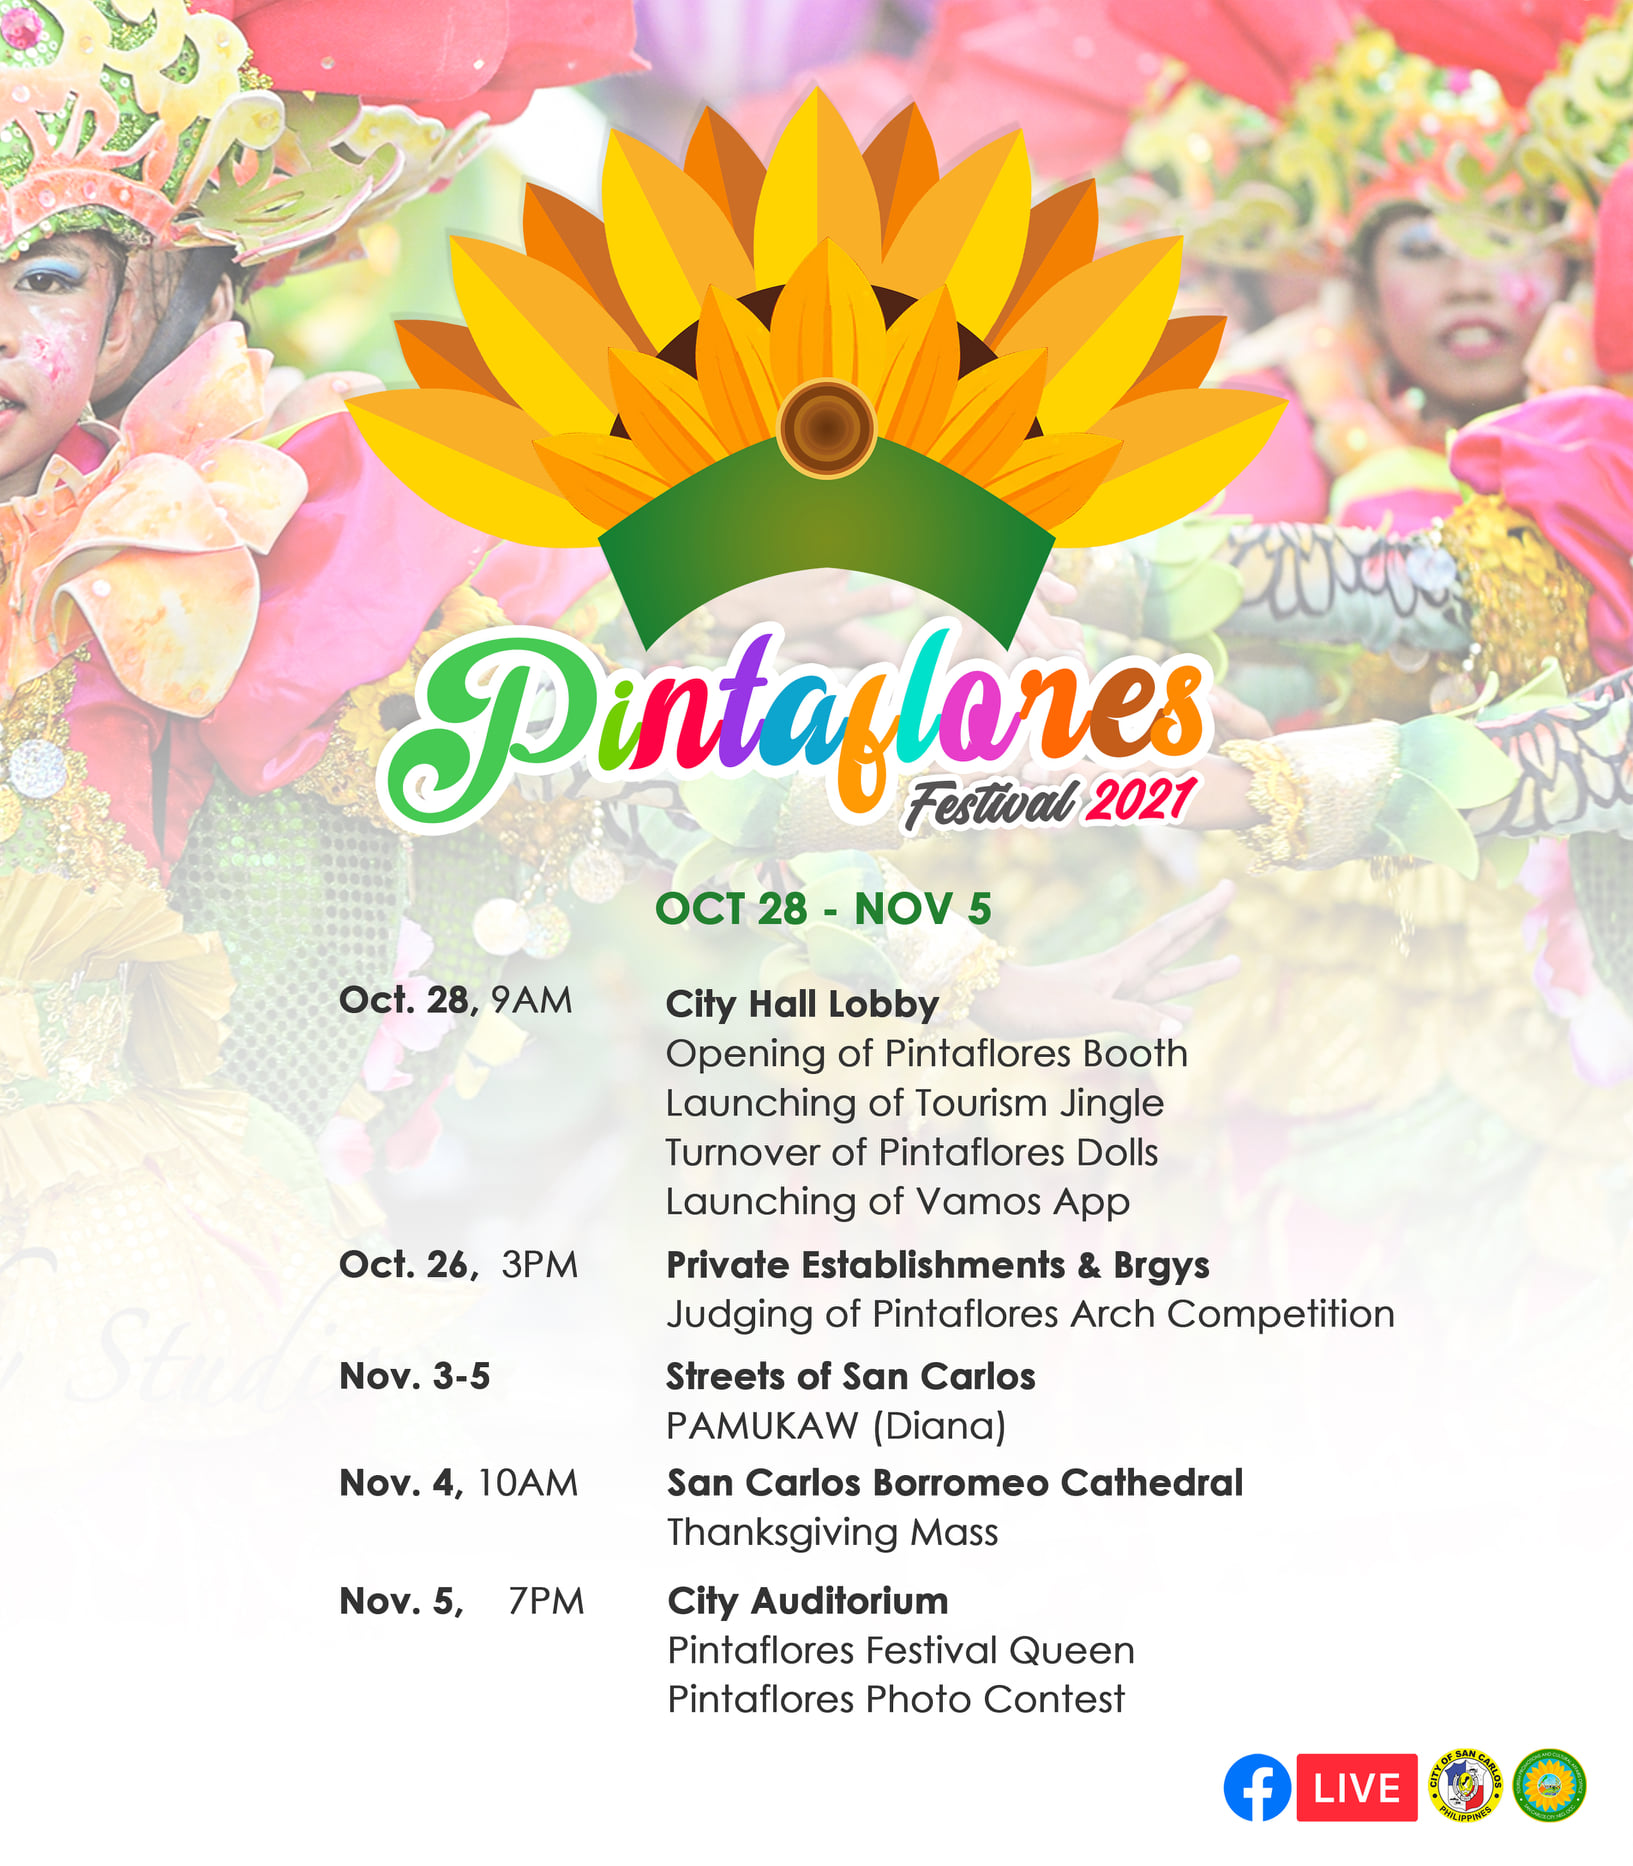 Pintaflores
Festival 2021
OCT 28 - NOV 5
Oct. 28, 9AM
City Hall Lobby
Opening of Pintaflores Booth
Launching of Tourism Jingle
Turnover of Pintaflores Dolls
Launching of Vamos App
Oct. 26, 3PM
Private Establishments & Brgys
Judging of Pintaflores Arch Competition
Nov. 3-5
Streets of San Carlos
PAMUKAW (Diana)
Nov. 4, 10AM
San Carlos Borromeo Cathedral
Thanksgiving Mass
Nov. 5, 7PM
City Auditorium
Pintaflores Festival Queen
Pintaflores Photo Contest
Studio
f LIVE
CITY OF SAN CARLOS
PHILIPPINES